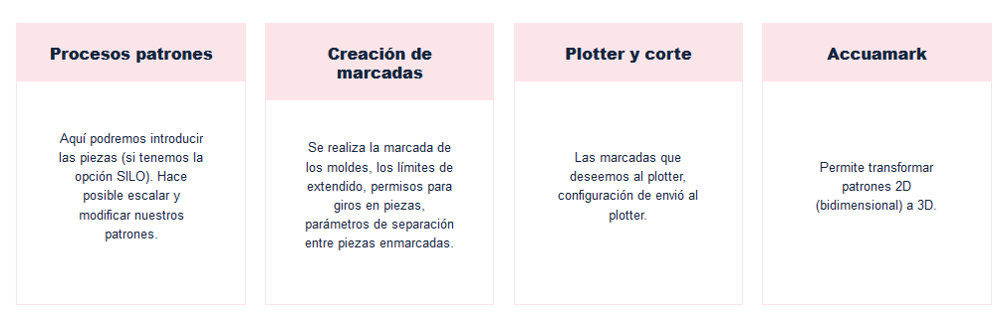 Procesos patrones
Aquí podremos introducir
las piezas (si tenemos la
opción SILO). Hace
posible escalar y
modificar nuestros
patrones.
Creación de
marcadas
Se realiza la marcada de
los moldes, los límites de
extendido, permisos para
giros en piezas,
parámetros de separación
entre piezas enmarcadas.
Plotter y corte
Las marcadas que
deseemos al plotter,
configuración de envió al
plotter.
Accuamark
Permite transformar
patrones 2D
(bidimensional) a 3D.